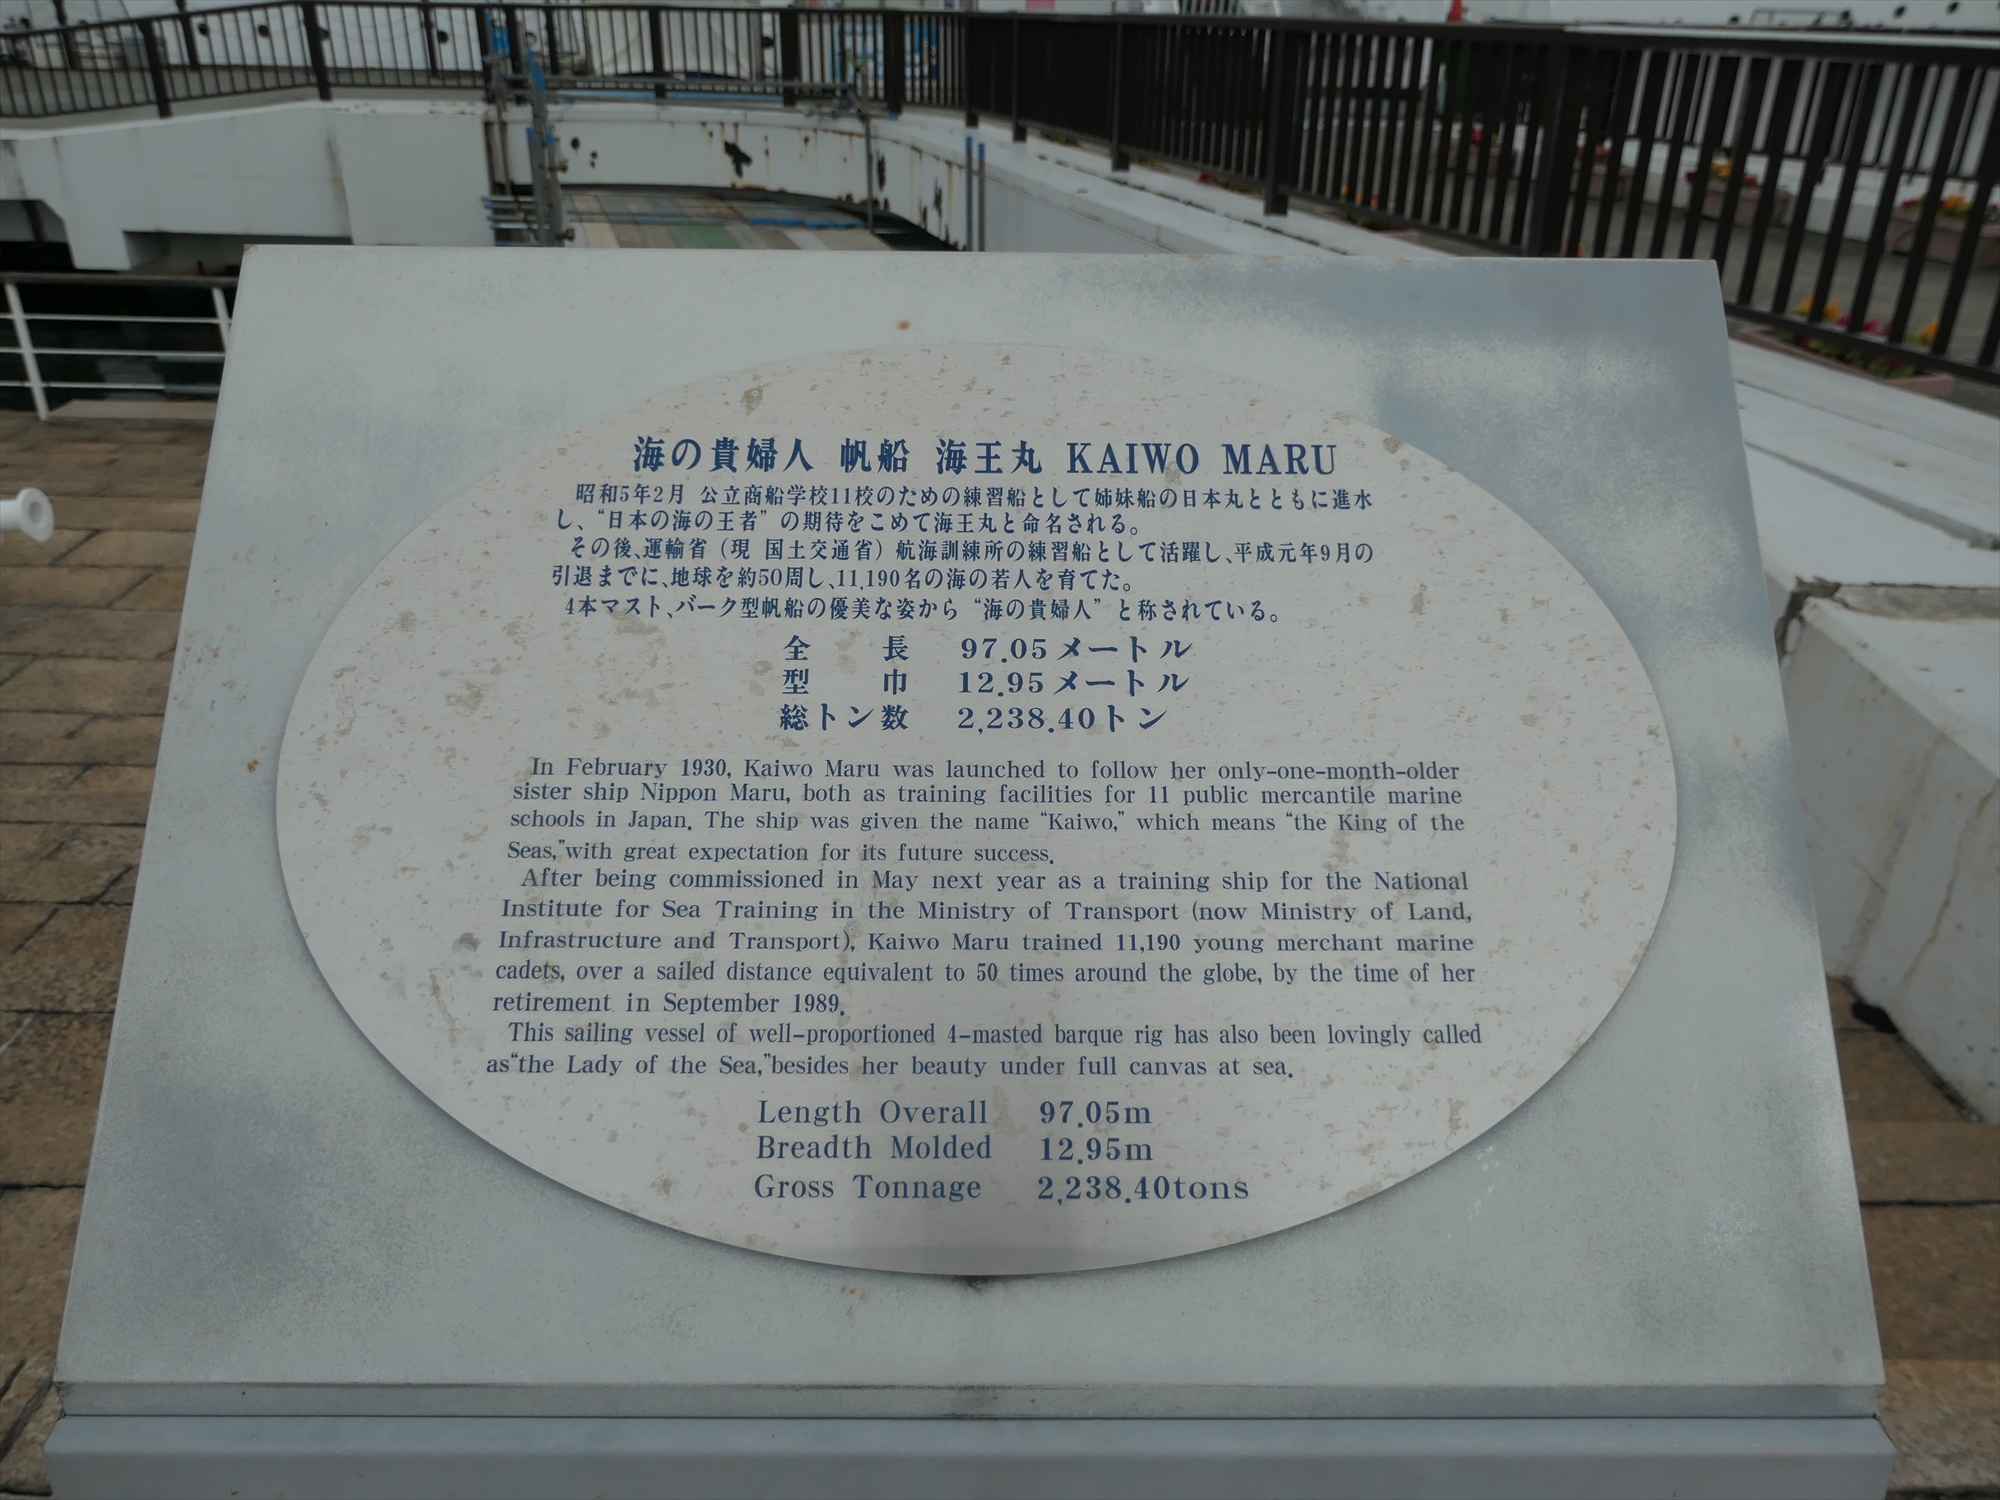 海の貴婦人 帆船 海王丸 KAIWO MARU
昭和5年2月 公立商船学校11校のための練習船として姉妹船の日本丸とともに進水
し、“日本の海の王者”の期待をこめて海王丸と命名される。
その後、運輸省（現 国土交通省）航海訓練所の練習船として活躍し、平成元年9月の
引退までに、地球を約50周し、11,190名の海の若人を育てた。
4本マスト、バーク型帆船の優美な姿から“海の貴婦人”と称されている。
全長 97.05メートル
型巾 12.95メートル
総トン数 2,238.40トン
In February 1930, Kaiwo Maru was launched to follow her only-one-month-older
sister ship Nippon Maru, both as training facilities for 11 public mercantile marine
schools in Japan. The ship was given the name “Kaiwo,” which means “the King of the
Seas,”with great expectation for its future success.
After being commissioned in May next year as a training ship for the National
Institute for Sea Training in the Ministry of Transport (now Ministry of Land,
Infrastructure and Transport), Kaiwo Maru trained 11,190 young merchant marine
cadets, over a sailed distance equivalent to 50 times around the globe, by the time of her
retirement in September 1989.
This sailing vessel of well-proportioned 4-masted barque rig has also been lovingly called
as“the Lady of the Sea,”besides her beauty under full canvas at sea.
Length Overall 97.05m
Breadth Molded 12.95m
Gross Tonnage 2,238.40tons